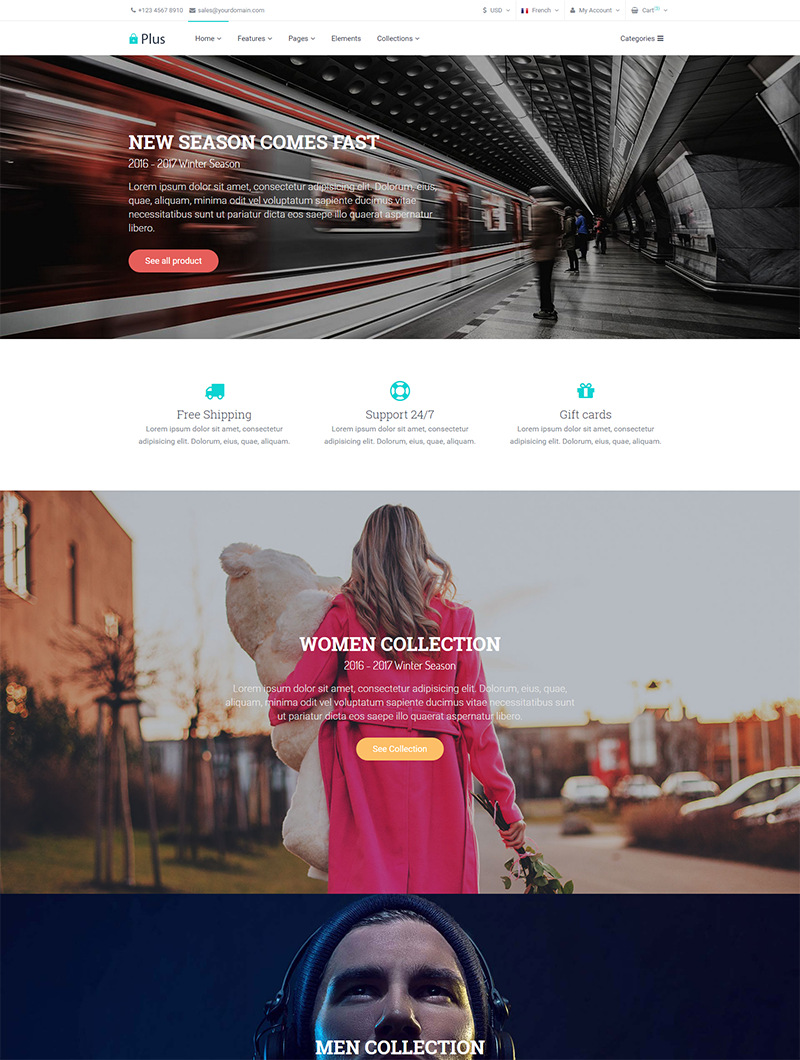 +123 4567 8910 sales@yourdomain.com $ USD French My Account Cart
Plus Home Features Pages Elements Collections Categories
NEW SEASON COMES FAST
2016 - 2017 Winter Season
Lorem ipsum dolor sit amet, consectetur adipisicing elit. Dolorum, eius,
quae, aliquam, minima odit vel voluptatum sapiente ducimus vitae
necessitatibus sunt ut pariatur dicta eos saepe illo quaerat aspernatur
libero.
See all product
Free Shipping
Lorem ipsum dolor sit amet, consectetur
adipisicing elit. Dolorum, eius, quae, aliquam.
Support 24/7
Lorem ipsum dolor sit amet, consectetur
adipisicing elit. Dolorum, eius, quae, aliquam.
Gift cards
Lorem ipsum dolor sit amet, consectetur
adipisicing elit. Dolorum, eius, quae, aliquam.
WOMEN COLLECTION
2016 - 2017 Winter Season
Lorem ipsum dolor sit amet, consectetur adipisicing elit. Dolorum, eius, quae,
aliquam, minima odit vel voluptatum sapiente ducimus vitae necessitatibus sunt
ut pariatur dicta eos saepe illo quaerat aspernatur libero.
See Collection
MEN COLLECTION